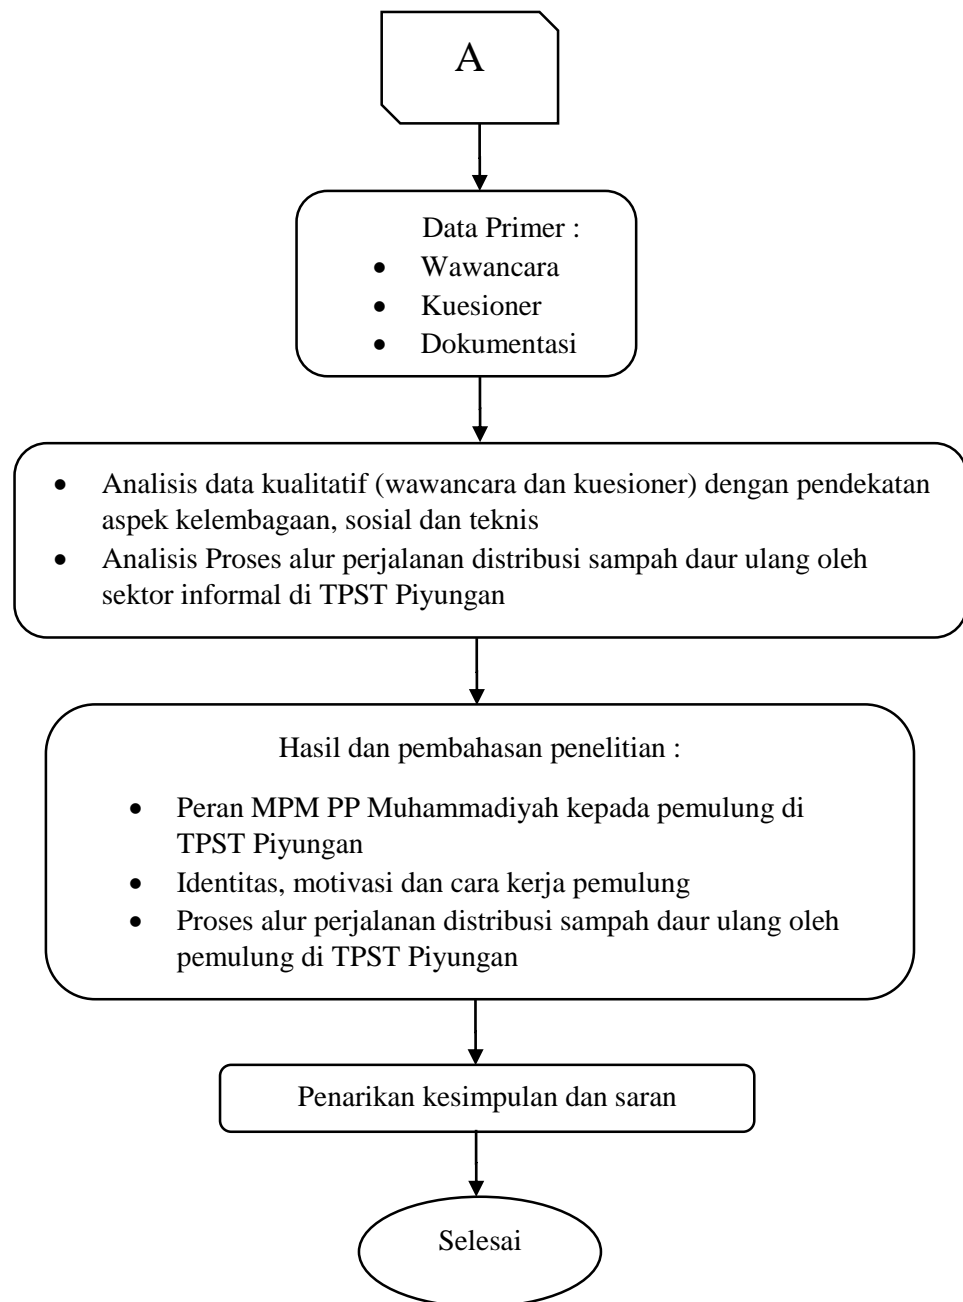 A
Data Primer :
• Wawancara
• Kuesioner
• Dokumentasi
• Analisis data kualitatif (wawancara dan kuesioner) dengan pendekatan
aspek kelembagaan, sosial dan teknis
• Analisis Proses alur perjalanan distribusi sampah daur ulang oleh
sektor informal di TPST Piyungan
Hasil dan pembahasan penelitian :
• Peran MPM PP Muhammadiyah kepada pemulung di
TPST Piyungan
• Identitas, motivasi dan cara kerja pemulung
• Proses alur perjalanan distribusi sampah daur ulang oleh
pemulung di TPST Piyungan
Penarikan kesimpulan dan saran
Selesai